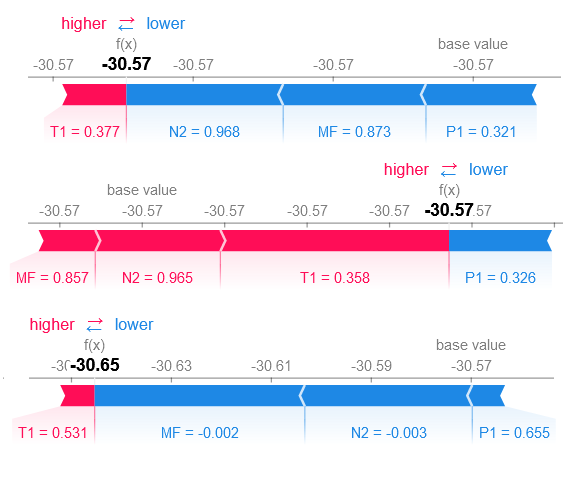 higher ⇄ lower
f(x) base value
-30.57 -30.57 -30.57 -30.57 -30.57
T1 = 0.377 N2 = 0.968 MF = 0.873 P1 = 0.321
higher ⇄ lower
base value f(x)
-30.57 -30.57 -30.57 -30.57 -30.57 -30.57 .57
MF = 0.857 N2 = 0.965 T1 = 0.358 P1 = 0.326
higher ⇄ lower
f(x) base value
-30 -30.65 -30.63 -30.61 -30.59 -30.57
T1 = 0.531 MF = -0.002 N2 = -0.003 P1 = 0.655